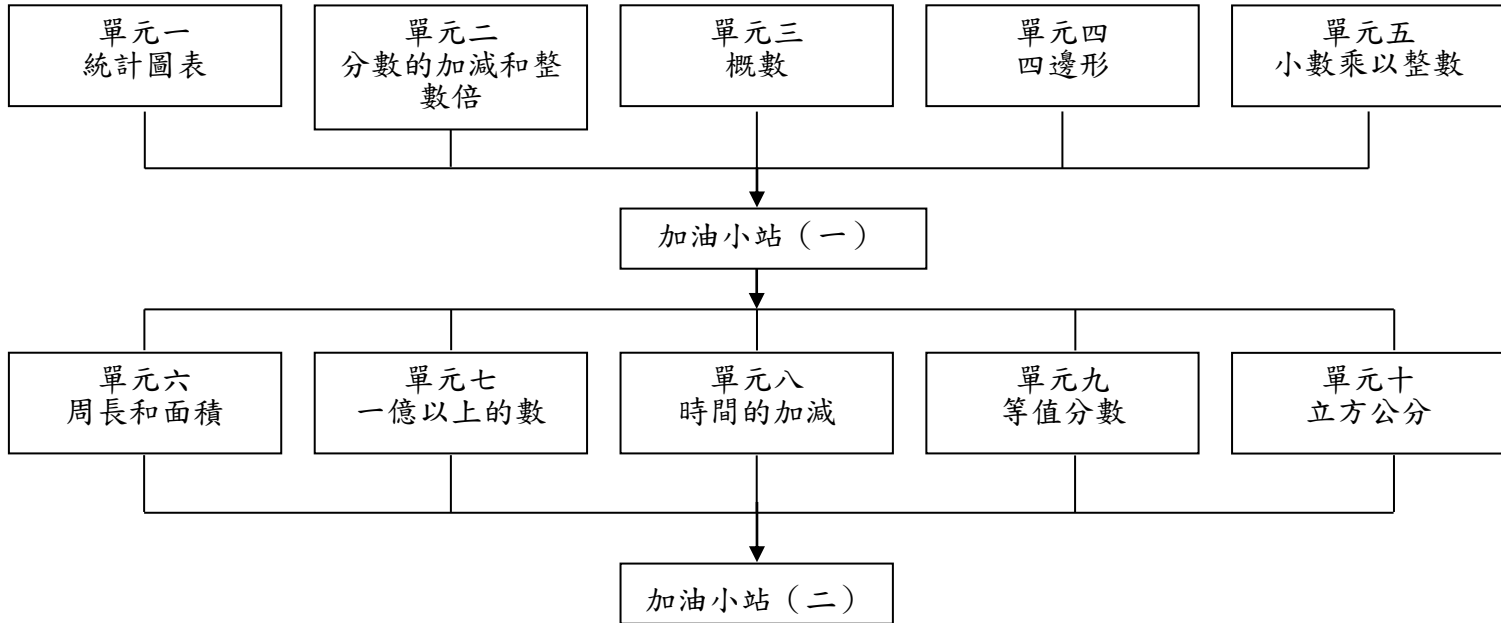 單元一
統計圖表
單元二
分數的加減和整
數倍
單元三
概數
單元四
四邊形
單元五
小數乘以整數
加油小站（一）
單元六
周長和面積
單元七
一億以上的數
單元八
時間的加減
單元九
等值分數
單元十
立方公分
加油小站（二）